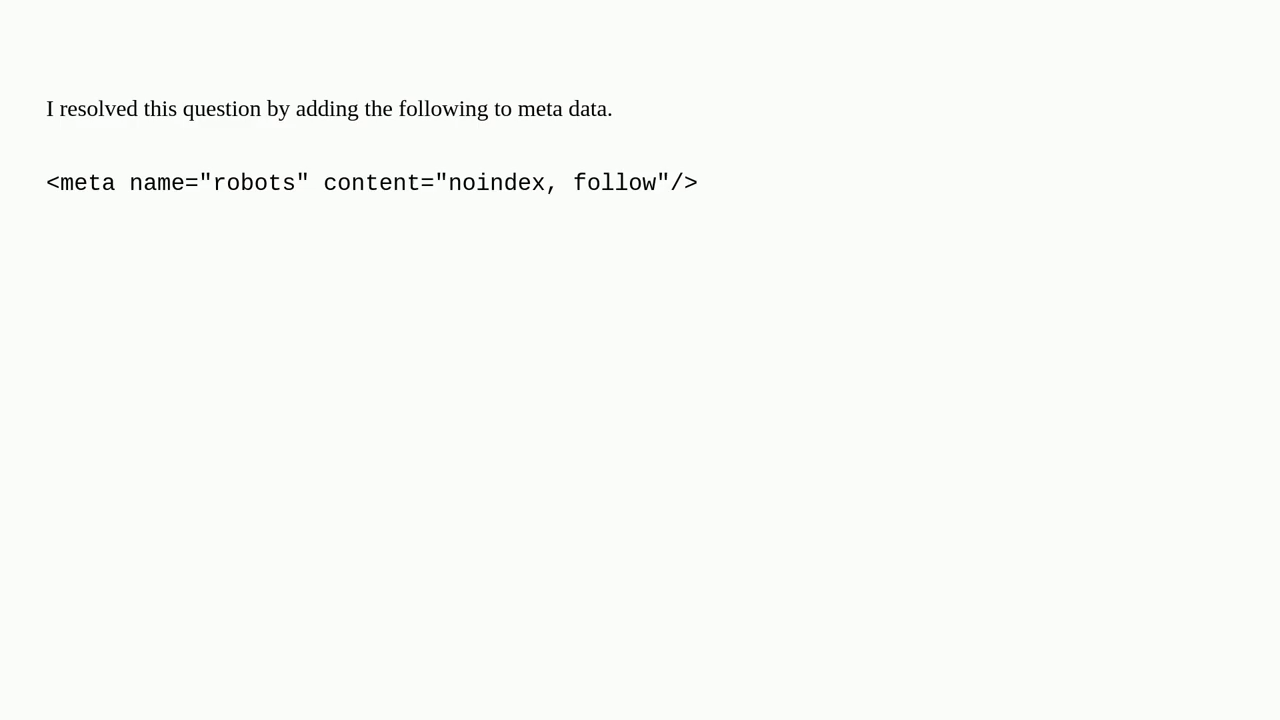 I resolved this question by adding the following to meta data.
<meta name="robots" content="noindex, follow"/>